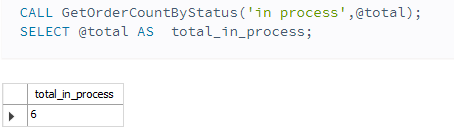 CALL GetOrderCountByStatus('in process',@total);
SELECT @total AS  total_in_process;
total_in_process
6